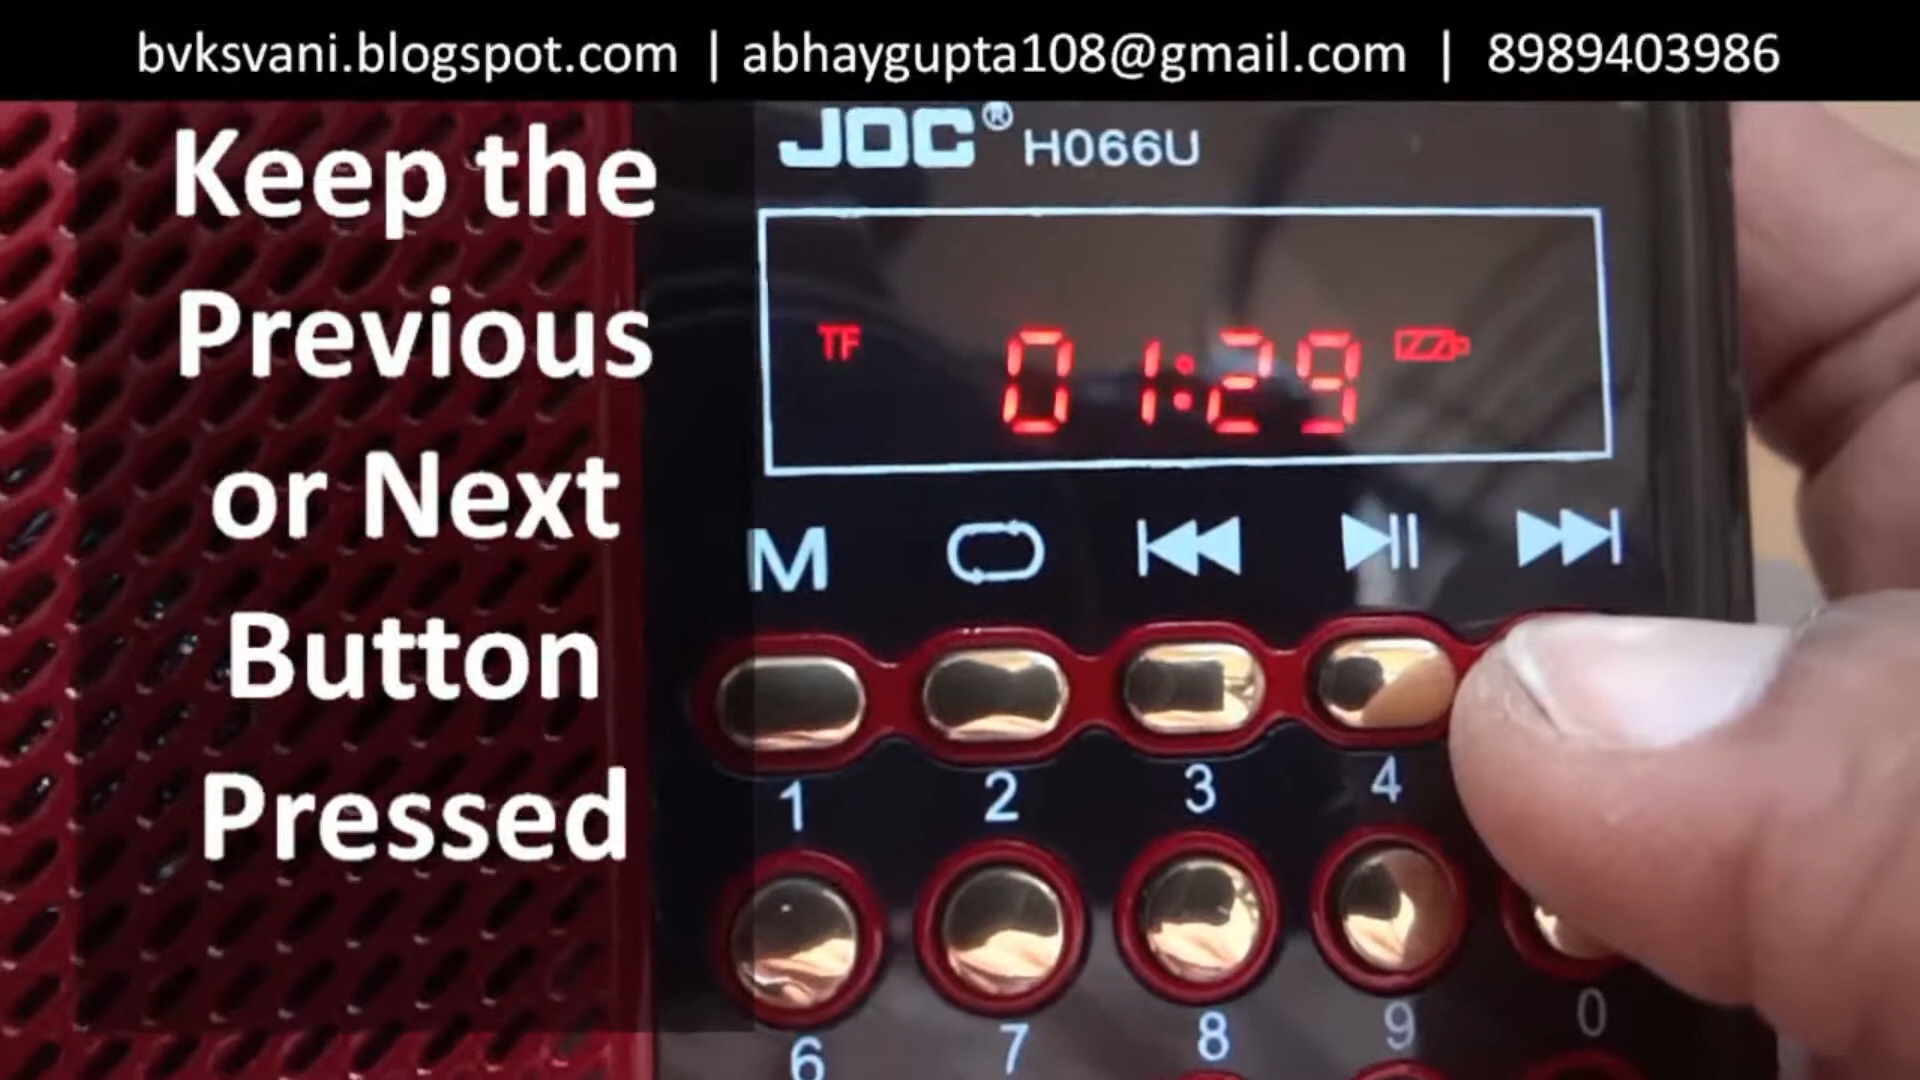 bvksvani.blogspot.com | abhaygupta108@gmail.com | 8989403986
Keep the
Previous
or Next
Button
Pressed
JOC® H066U
TF 01:29
M
1 2 3 4
6 7 8 9 0